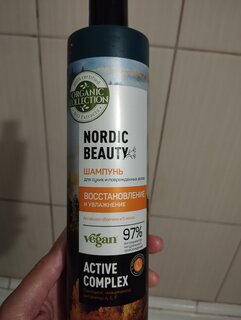 ORGANIC
COLLECTION
NORDIC
BEAUTY
ШАМПУНЬ
для сухих и поврежденных волос
ВОССТАНОВЛЕНИЕ
И УВЛАЖНЕНИЕ
vegan
97%
ACTIVE
COMPLEX